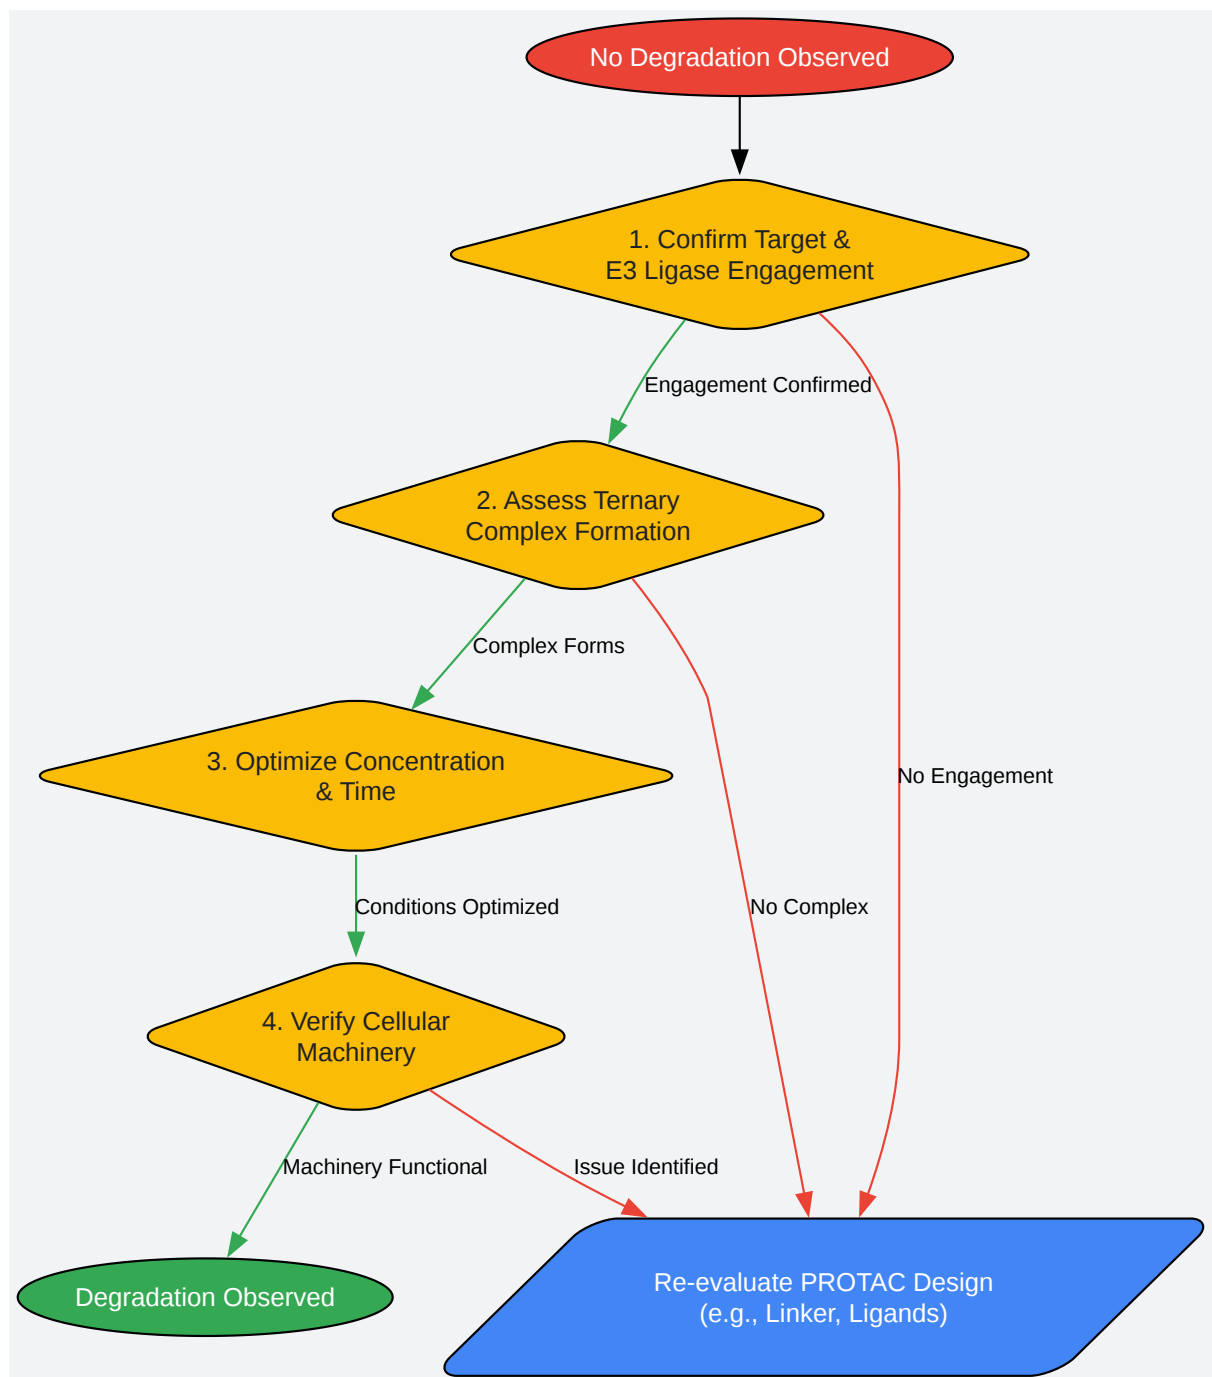 No Degradation Observed
1. Confirm Target &
E3 Ligase Engagement
Engagement Confirmed
2. Assess Ternary
Complex Formation
Complex Forms
3. Optimize Concentration
& Time
No Engagement
Conditions Optimized
No Complex
4. Verify Cellular
Machinery
Machinery Functional
Issue Identified
Degradation Observed
Re-evaluate PROTAC Design
(e.g., Linker, Ligands)